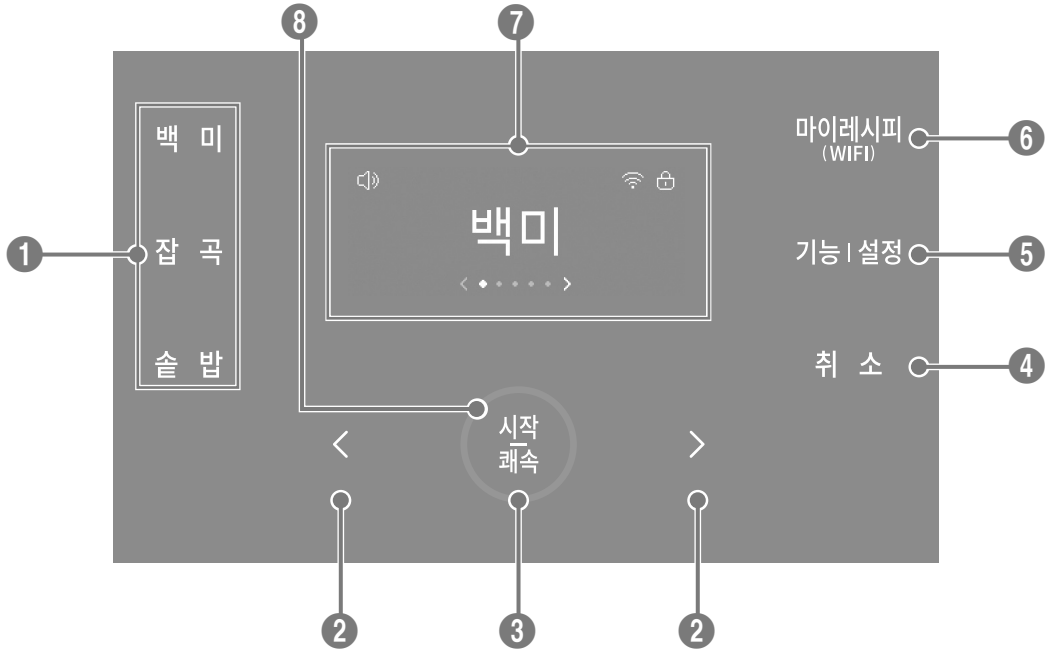 8 7
백 미
잡 곡
솥 밥
1
백미
마이레시피
(WIFI)
6
기능 | 설정
5
취 소
4
시작
쾌속
2 3 2